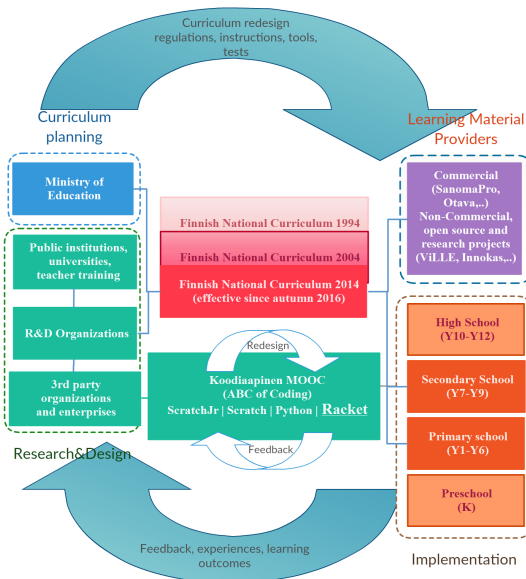 Curriculum redesign
regulations, instructions, tools,
tests
Curriculum
planning
Learning Material
Providers
Ministry of
Education
Commercial
(SanomaPro,
Otava,..)
Non-Commercial,
open source and
research projects
(ViLLE, Innokas,..)
Finnish National Curriculum 1994
Finnish National Curriculum 2004
Finnish National Curriculum 2014
(effective since autumn 2016)
Public institutions,
universities,
teacher training
R&D Organizations
3rd party
organizations
and enterprises
Research&Design
Redesign
Koodiaapinen MOOC
(ABC of Coding)
ScratchJr | Scratch | Python | Racket
Feedback
High School
(Y10-Y12)
Secondary School
(Y7-Y9)
Primary school
(Y1-Y6)
Preschool
(K)
Implementation
Feedback, experiences, learning
outcomes